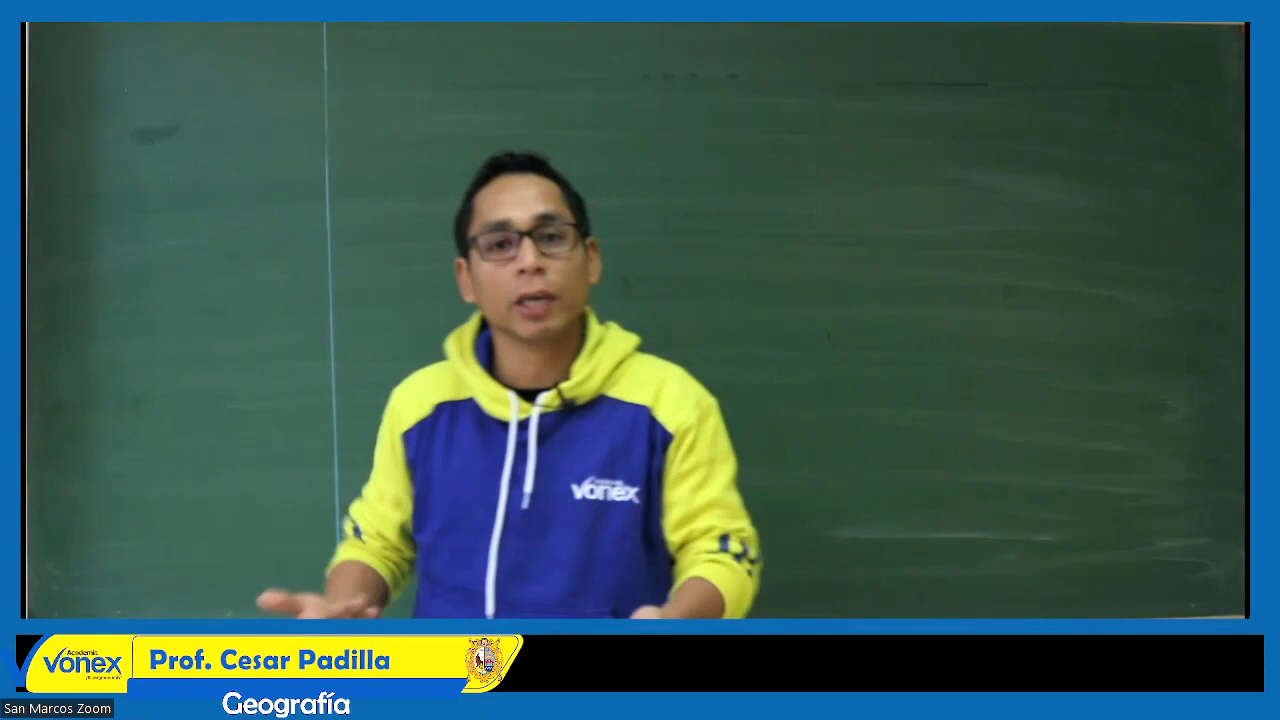 vonex
Academia
vonex
Prof. Cesar Padilla
Geografía
San Marcos Zoom